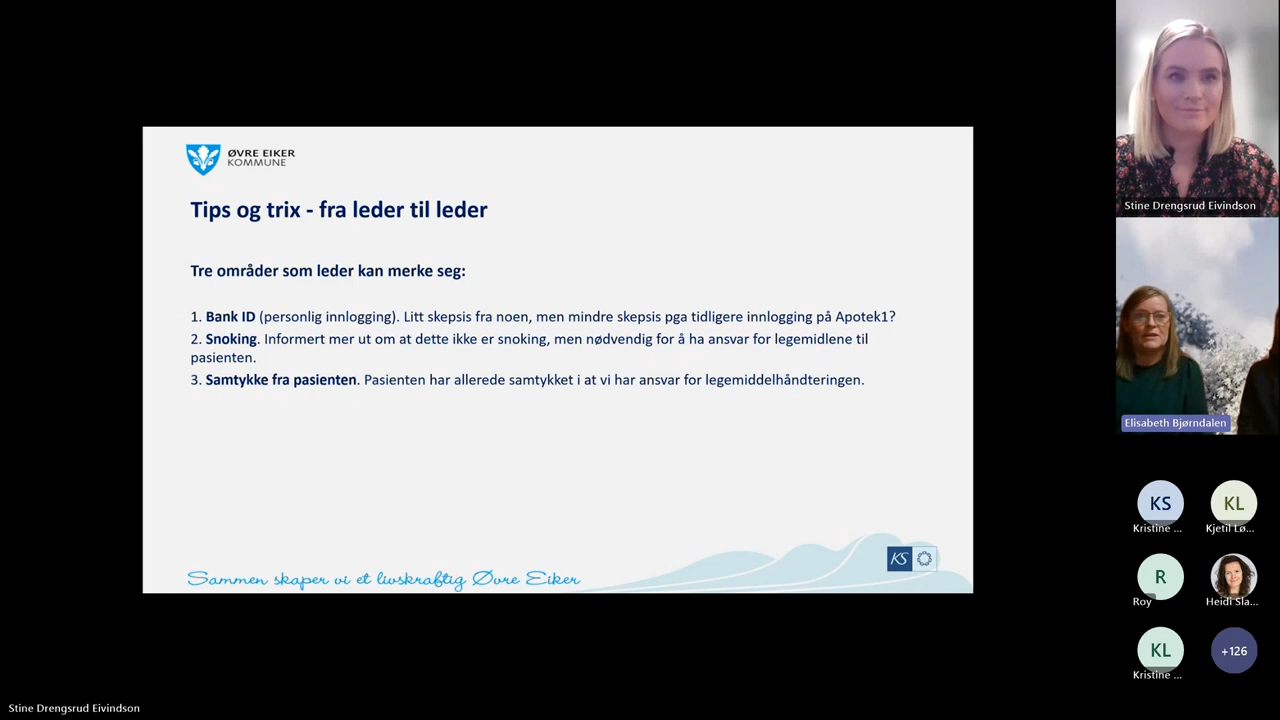 ØVRE EIKER
KOMMUNE
Tips og trix - fra leder til leder
Tre områder som leder kan merke seg:
1. Bank ID (personlig innlogging). Litt skepsis fra noen, men mindre skepsis pga tidligere innlogging på Apotek1?
2. Snoking. Informert mer ut om at dette ikke er snoking, men nødvendig for å ha ansvar for legemidlene til
pasienten.
3. Samtykke fra pasienten. Pasienten har allerede samtykket i at vi har ansvar for legemiddelhåndteringen.
Sammen skaper vi et livskraftig Øvre Eiker
KS
Stine Drengsrud Eivindson
Elisabeth Bjørndalen
KS
Kristine ...
KL
Kjetil Lø...
R
Roy
Heidi Sla...
KL
Kristine ...
+126
Stine Drengsrud Eivindson